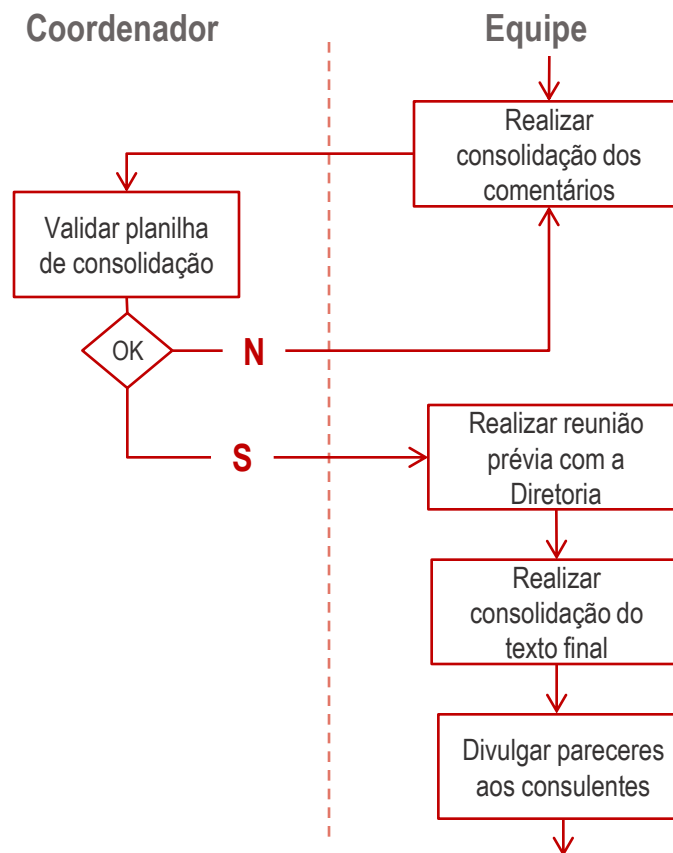 Coordenador
Equipe
Realizar
consolidação dos
comentários
Validar planilha
de consolidação
OK
N
S
Realizar reunião
prévia com a
Diretoria
Realizar
consolidação do
texto final
Divulgar pareceres
aos consulentes